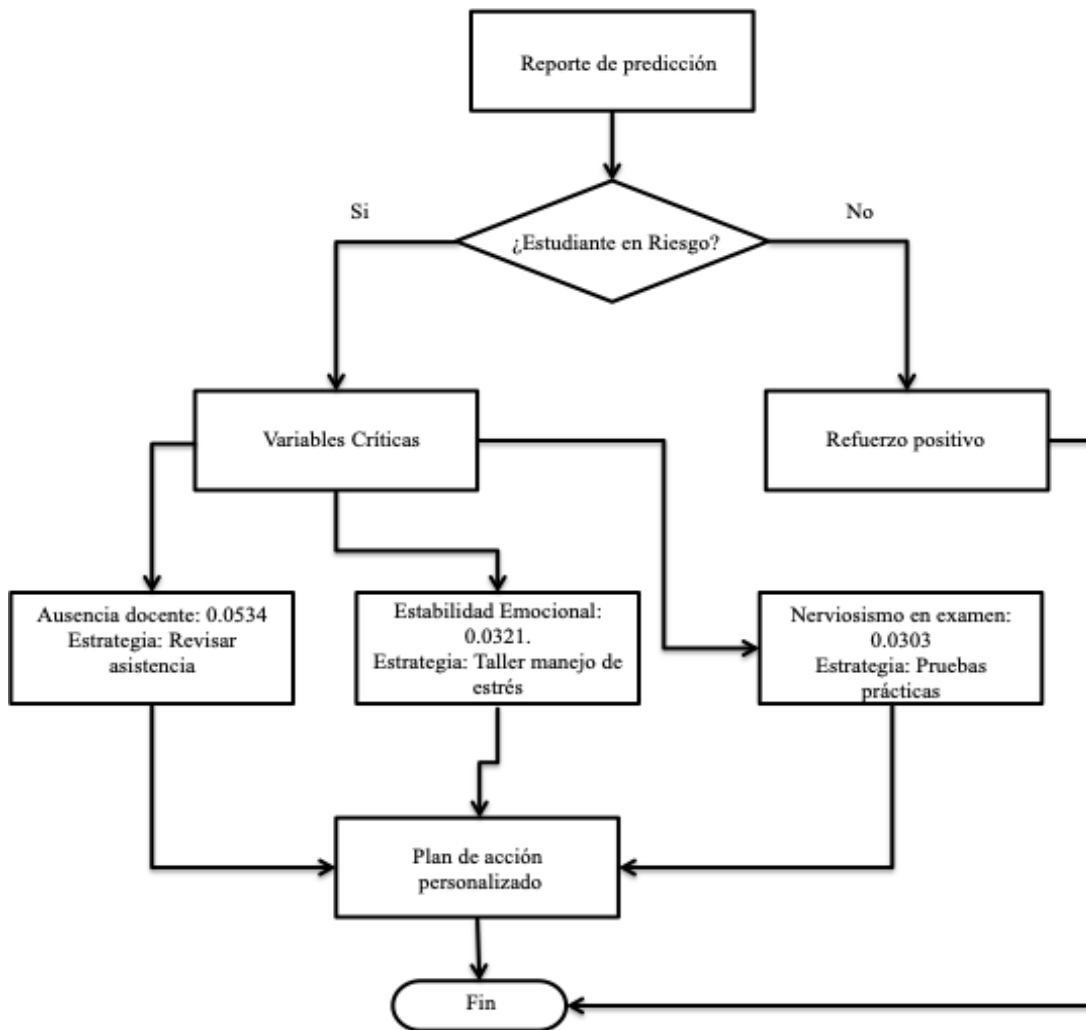 Reporte de predicción
Si
No
¿Estudiante en Riesgo?
Variables Críticas
Refuerzo positivo
Ausencia docente: 0.0534
Estrategia: Revisar
asistencia
Estabilidad Emocional:
0.0321.
Estrategia: Taller manejo de
estrés
Nerviosismo en examen:
0.0303
Estrategia: Pruebas
prácticas
Plan de acción
personalizado
Fin